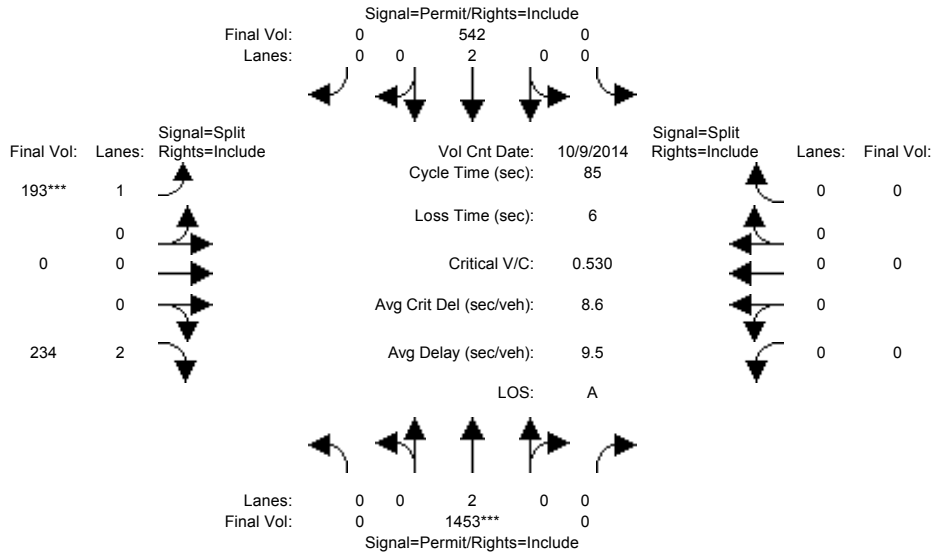 Signal=Permit/Rights=Include
Final Vol: 0 542 0
Lanes: 0 0 2 0 0
Signal=Split Signal=Split
Final Vol: Lanes: Rights=Include Vol Cnt Date: 10/9/2014 Rights=Include Lanes: Final Vol:
Cycle Time (sec): 85
193*** 1 0 0
Loss Time (sec): 6
0 0
0 0 Critical V/C: 0.530 0 0
0 Avg Crit Del (sec/veh): 8.6 0
234 2 Avg Delay (sec/veh): 9.5 0 0
LOS: A
Lanes: 0 0 2 0 0
Final Vol: 0 1453*** 0
Signal=Permit/Rights=Include